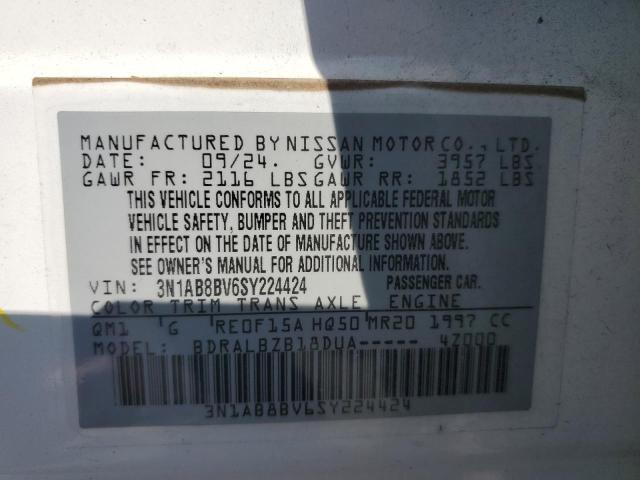 MANUFACTURED BY NISSAN MOTOR CO., LTD.
DATE: 09/24. GVWR: 3957 LBS
GAWR FR: 2116 LBS GAWR RR: 1852 LBS
THIS VEHICLE CONFORMS TO ALL APPLICABLE FEDERAL MOTOR
VEHICLE SAFETY, BUMPER AND THEFT PREVENTION STANDARDS
IN EFFECT ON THE DATE OF MANUFACTURE SHOWN ABOVE.
SEE OWNER'S MANUAL FOR ADDITIONAL INFORMATION.
VIN: 3N1AB8BV6SY224424 PASSENGER CAR.
COLOR TRIM TRANS AXLE ENGINE
QM1 G RE0F15A HQ50 MR20 1997 CC
MODEL: BDRALBZB18DUA----- 4Z000
3N1AB8BV6SY224424